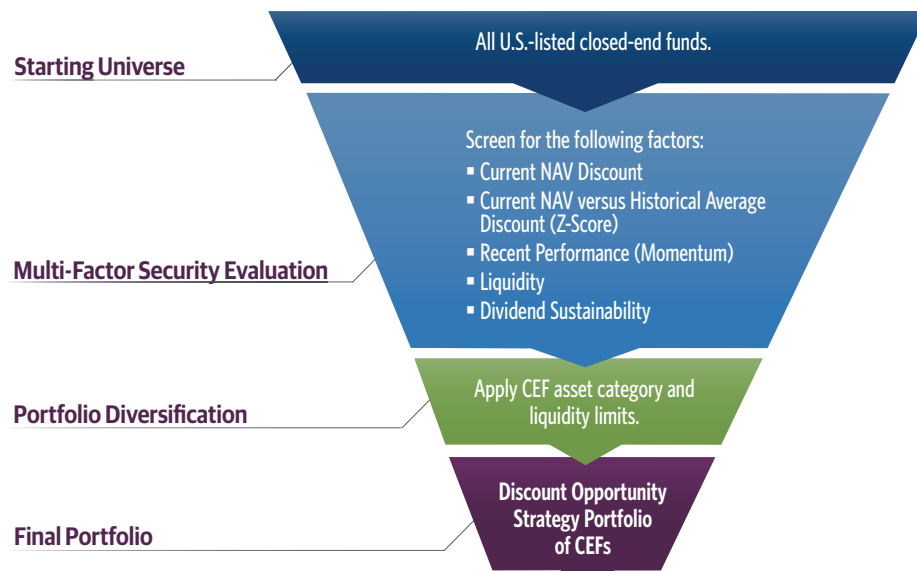 Starting Universe
All U.S.-listed closed-end funds.
Multi-Factor Security Evaluation
Screen for the following factors:
▪ Current NAV Discount
▪ Current NAV versus Historical Average
Discount (Z-Score)
▪ Recent Performance (Momentum)
▪ Liquidity
▪ Dividend Sustainability
Portfolio Diversification
Apply CEF asset category and
liquidity limits.
Final Portfolio
Discount Opportunity
Strategy Portfolio
of CEFs